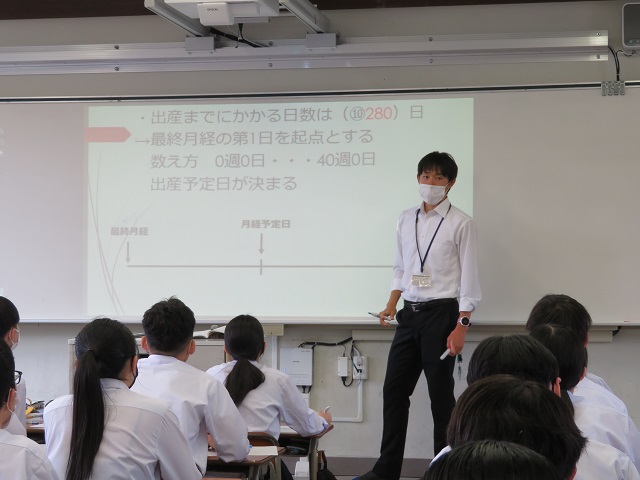 ・出産までにかかる日数は（⑩280）日
→最終月経の第1日を起点とする
数え方　0週0日・・・40週0日
出産予定日が決まる
月経予定日
最終月経